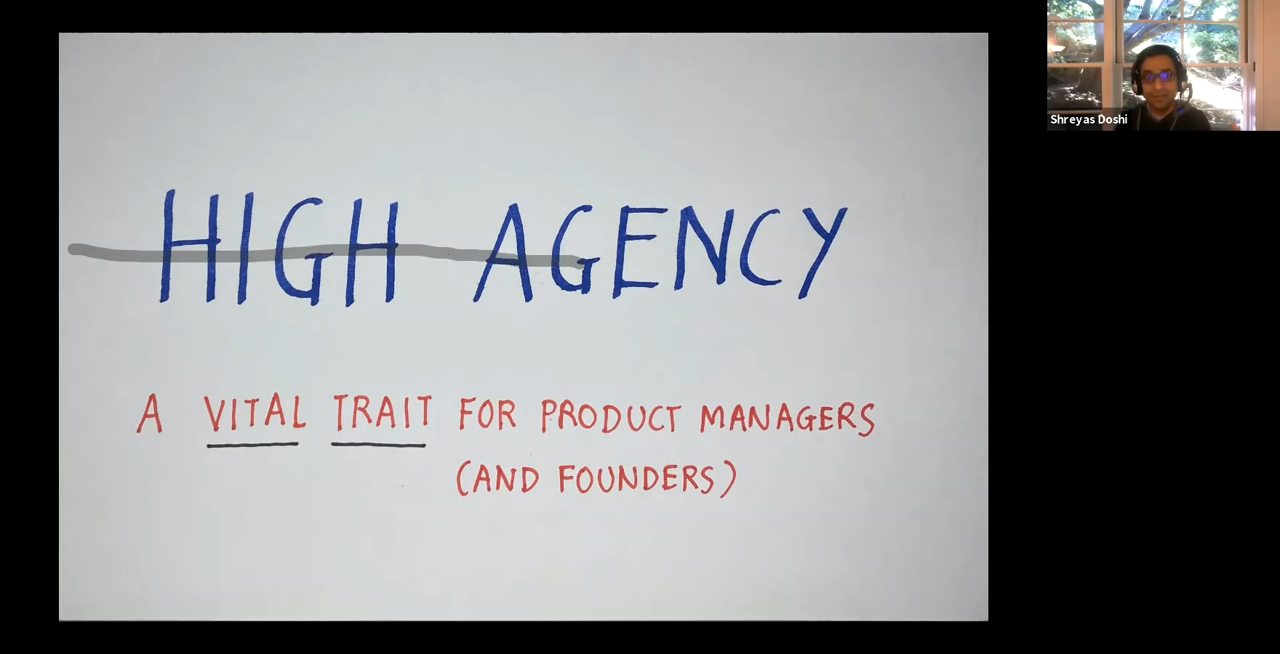 HIGH AGENCY
A VITAL TRAIT FOR PRODUCT MANAGERS
(AND FOUNDERS)
Shreyas Doshi